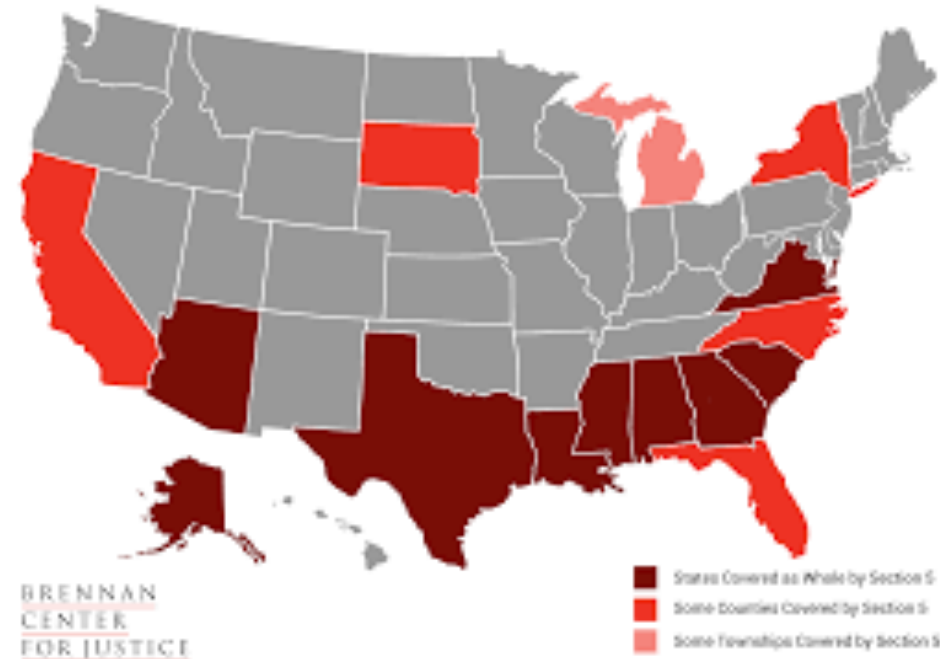 States Covered as Whole by Section 5
Some Counties Covered by Section 5
Some Townships Covered by Section 5
BRENNAN
CENTER
FOR JUSTICE